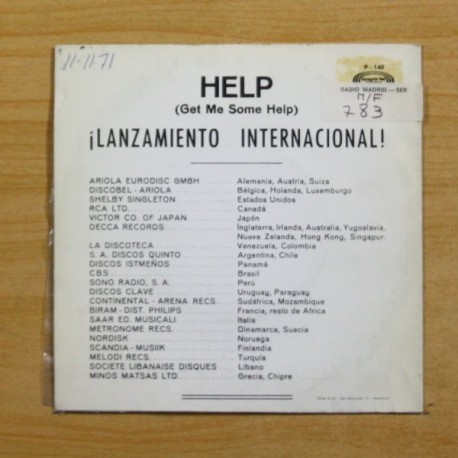 11-11-71
P - 140
RADIO MADRID — SER
M/F
783
HELP
(Get Me Some Help)
¡LANZAMIENTO INTERNACIONAL!
ARIOLA EURODISC GMBH Alemania, Austria, Suiza
DISCOBEL - ARIOLA Bélgica, Holanda, Luxemburgo
SHELBY SINGLETON Estados Unidos
RCA LTD. Canadá
VICTOR CO. OF JAPAN Japón
DECCA RECORDS Inglaterra, Irlanda, Australia, Yugoslavia,
Nueva Zelanda, Hong Kong, Singapur.
LA DISCOTECA Venezuela, Colombia
S. A. DISCOS QUINTO Argentina, Chile
DISCOS ISTMEÑOS Panamá
CBS Brasil
SONO RADIO, S. A. Perú
DISCOS CLAVE Uruguay, Paraguay
CONTINENTAL - ARENA RECS. Sudáfrica, Mozambique
BIRAM - DIST. PHILIPS Francia, resto de Africa
SAAR ED. MUSICALI Italia
METRONOME RECS. Dinamarca, Suecia
NORDISK Noruega
SCANDIA - MUSIIK Finlandia
MELODI RECS. Turquía
SOCIETE LIBANAISE DISQUES Líbano
MINOS MATSAS LTD. Grecia, Chipre